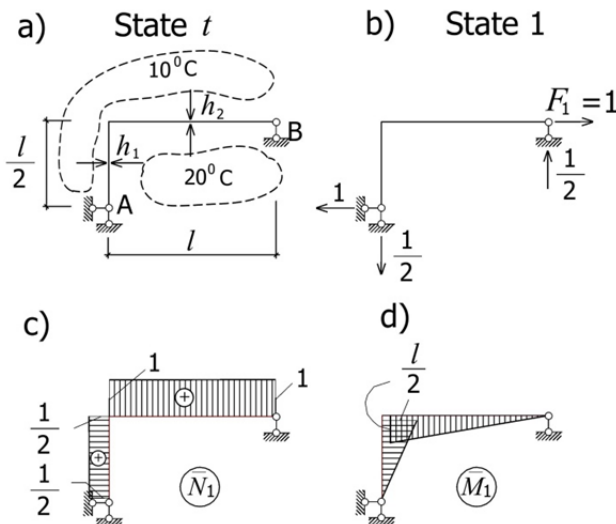 a) State t
10⁰C
h₂
B
l/2
h₁
20⁰C
A
l
b) State 1
F₁=1
1/2
1
1/2
c)
1
1
1/2
+
+
1/2
N̅₁
d)
l/2
M̅₁